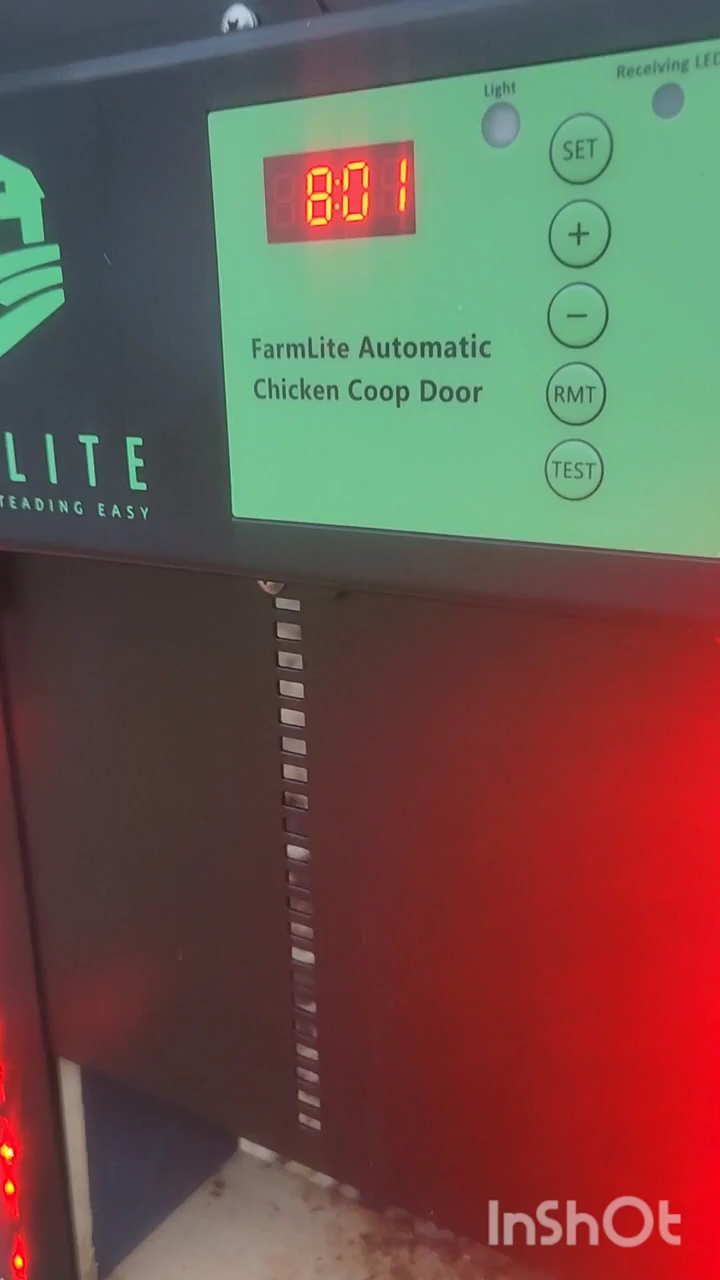 Light
Receiving LED
SET
8:01
+
−
FarmLite Automatic
Chicken Coop Door
RMT
LITE
TEADING EASY
TEST
InShOt